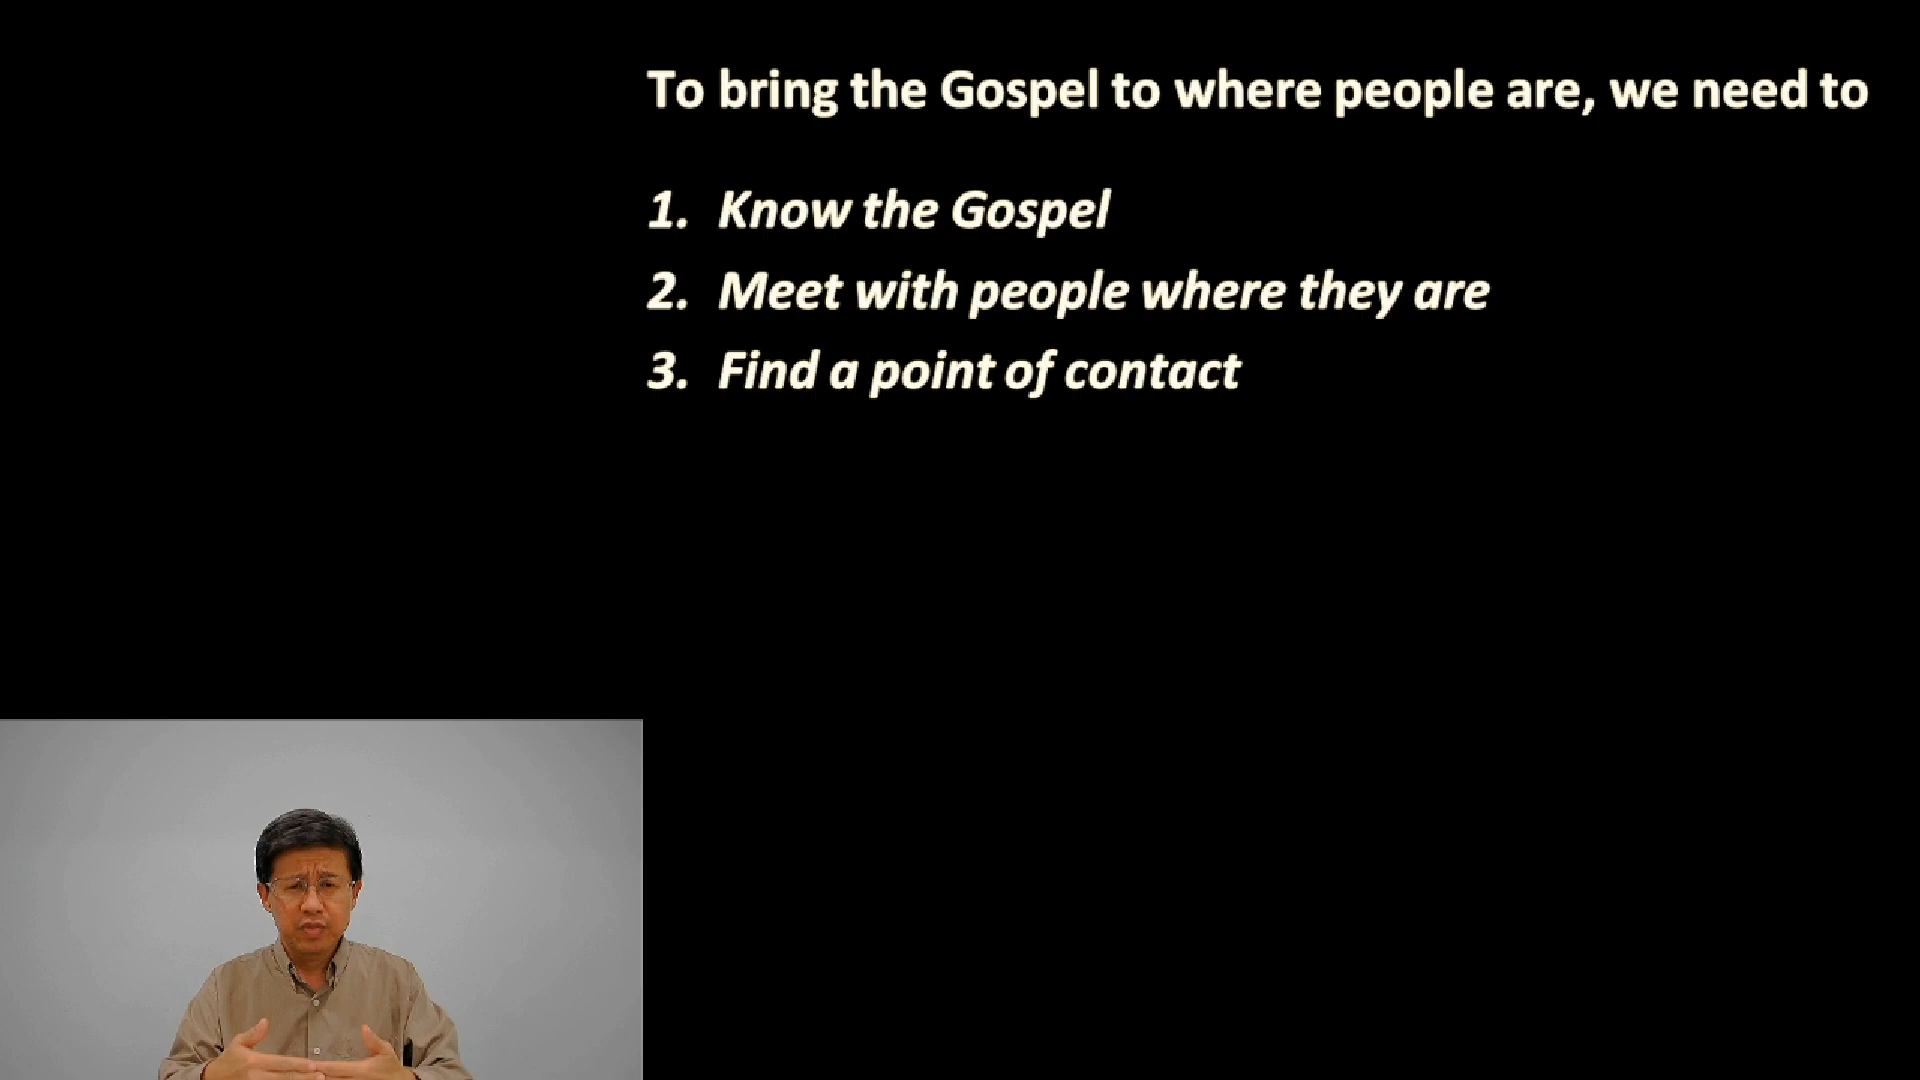 To bring the Gospel to where people are, we need to
1. Know the Gospel
2. Meet with people where they are
3. Find a point of contact